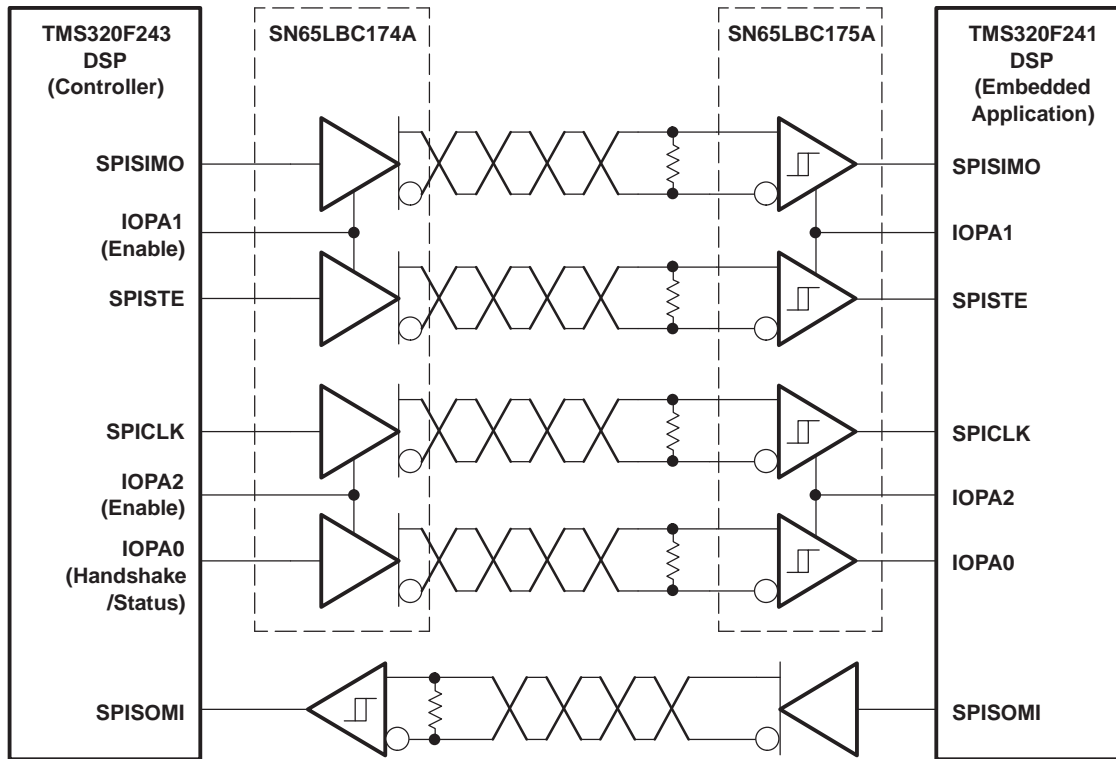 TMS320F243
DSP
(Controller)
SN65LBC174A
SN65LBC175A
TMS320F241
DSP
(Embedded
Application)
SPISIMO
SPISIMO
IOPA1
(Enable)
IOPA1
SPISTE
SPISTE
SPICLK
SPICLK
IOPA2
(Enable)
IOPA2
IOPA0
(Handshake
/Status)
IOPA0
SPISOMI
SPISOMI